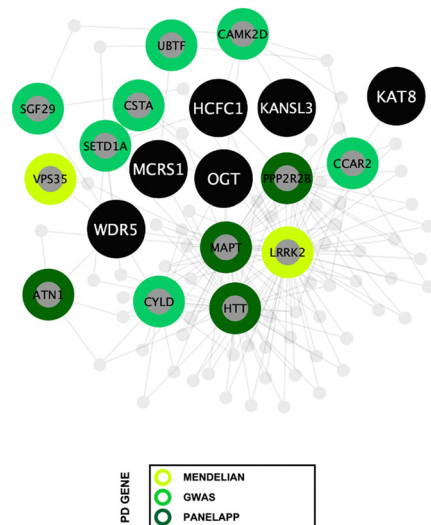 CAMK2D
UBTF
KAT8
SGF29
CSTA
HCFC1
KANSL3
SETD1A
MCRS1
CCAR2
VPS35
OGT
PPP2R2B
WDR5
MAPT
LRRK2
ATN1
CYLD
HTT
PD GENE
MENDELIAN
GWAS
PANELAPP